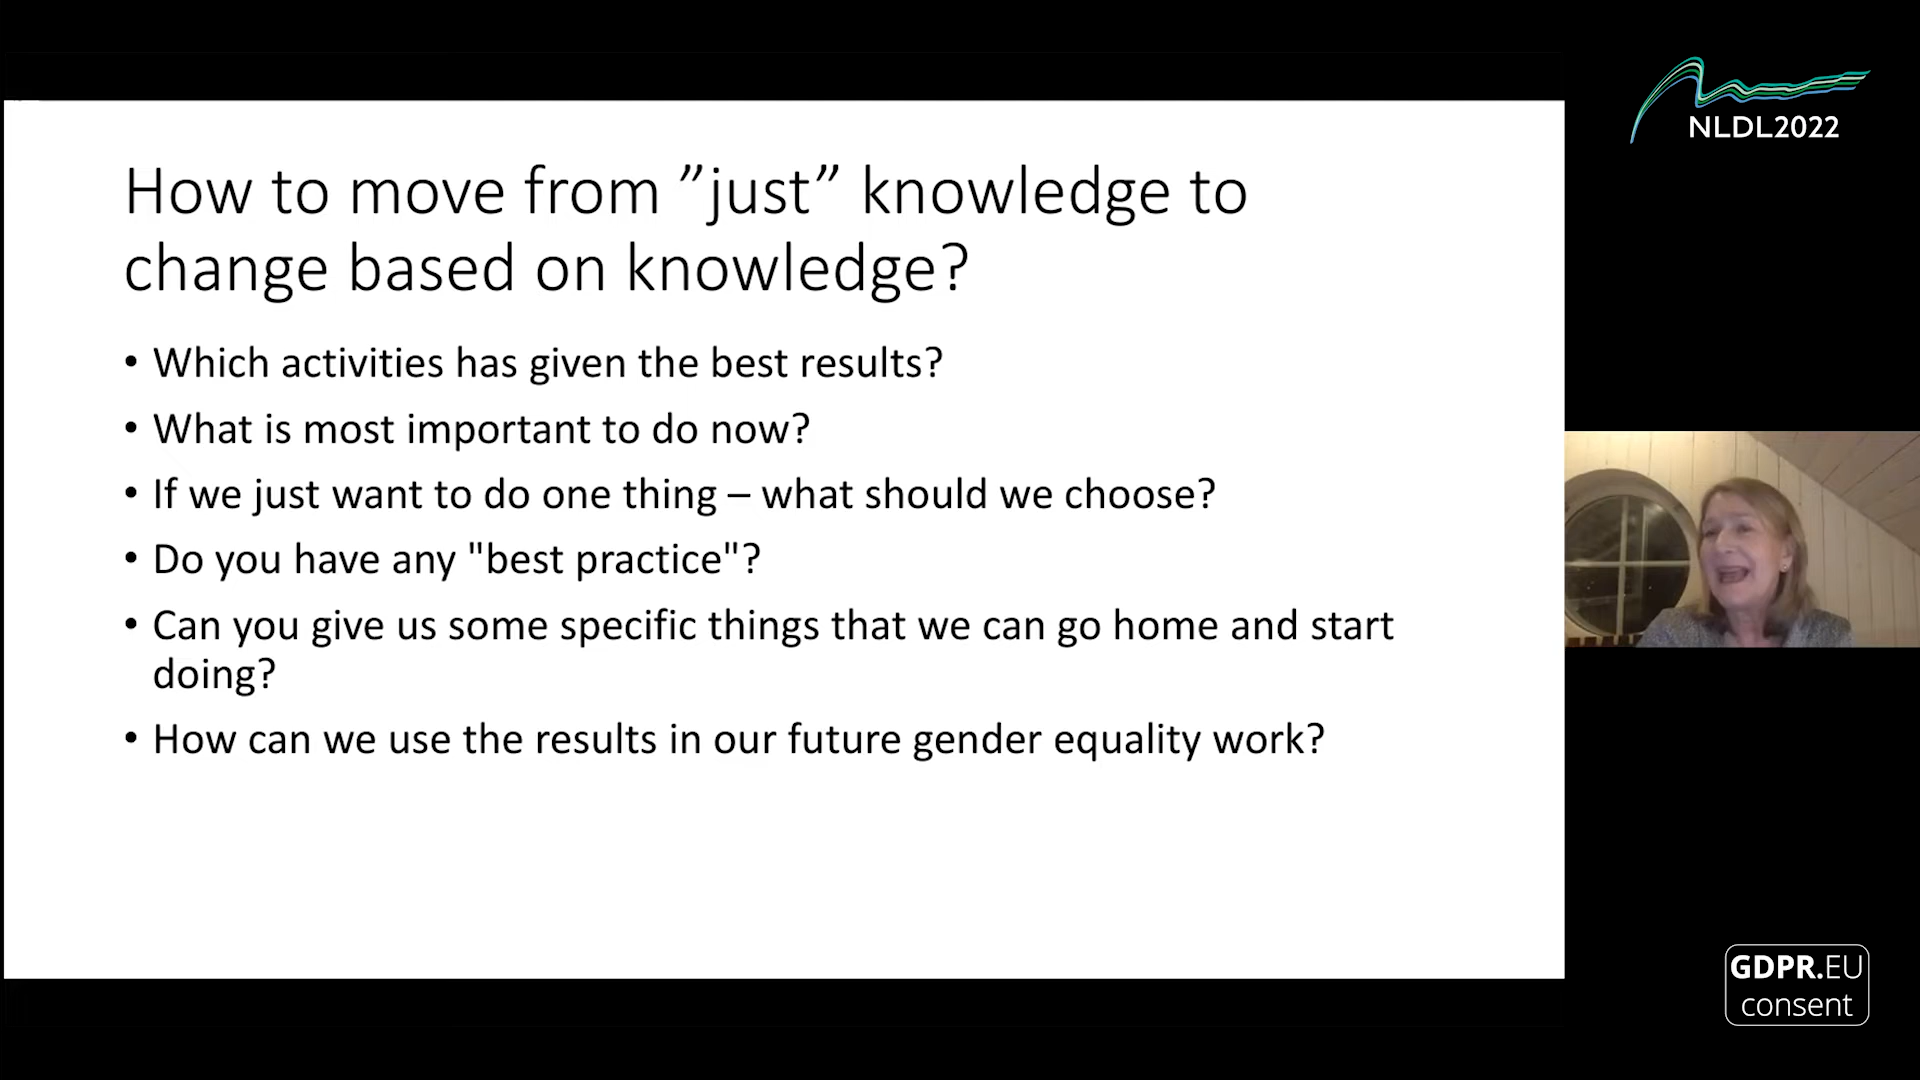 NLDL2022
How to move from ”just” knowledge to
change based on knowledge?
• Which activities has given the best results?
• What is most important to do now?
• If we just want to do one thing – what should we choose?
• Do you have any "best practice"?
• Can you give us some specific things that we can go home and start
doing?
• How can we use the results in our future gender equality work?
GDPR.EU
consent